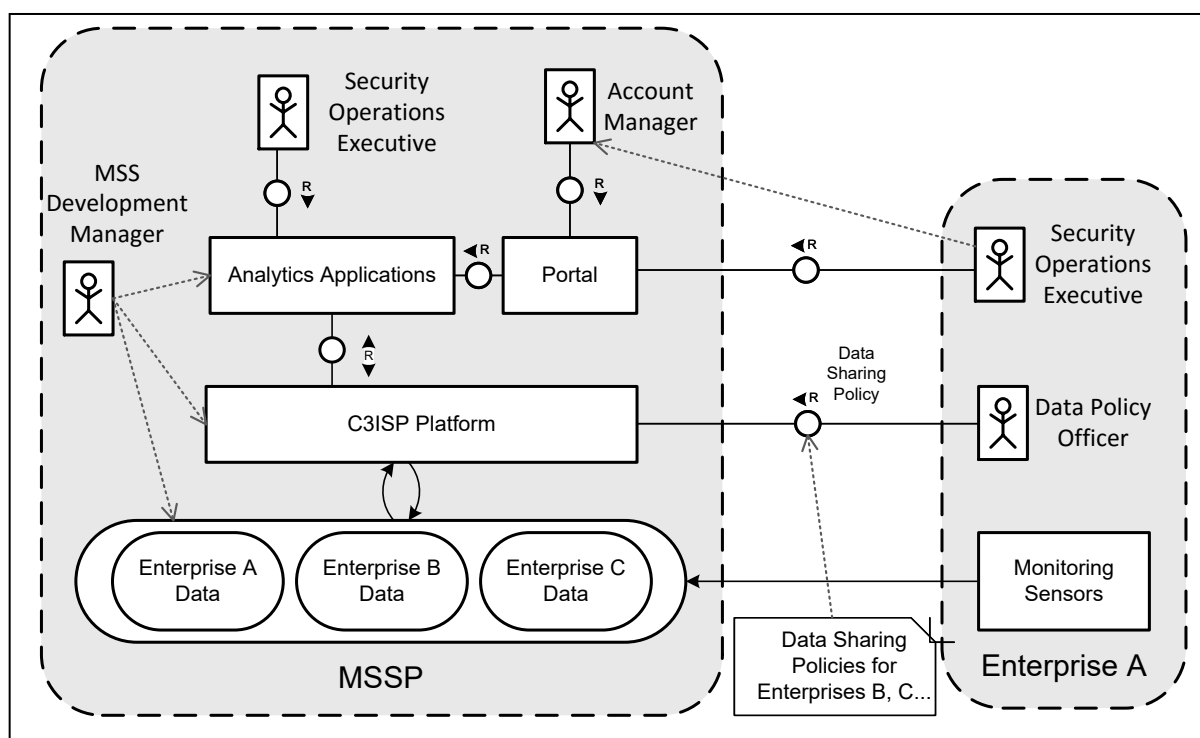 Security
Operations
Executive
Account
Manager
MSS
Development
Manager
R
R
Analytics Applications
R
Portal
R
Security
Operations
Executive
R
C3ISP Platform
Data
Sharing
Policy
R
Data Policy
Officer
Enterprise A
Data
Enterprise B
Data
Enterprise C
Data
Monitoring
Sensors
Data Sharing
Policies for
Enterprises B, C...
MSSP
Enterprise A